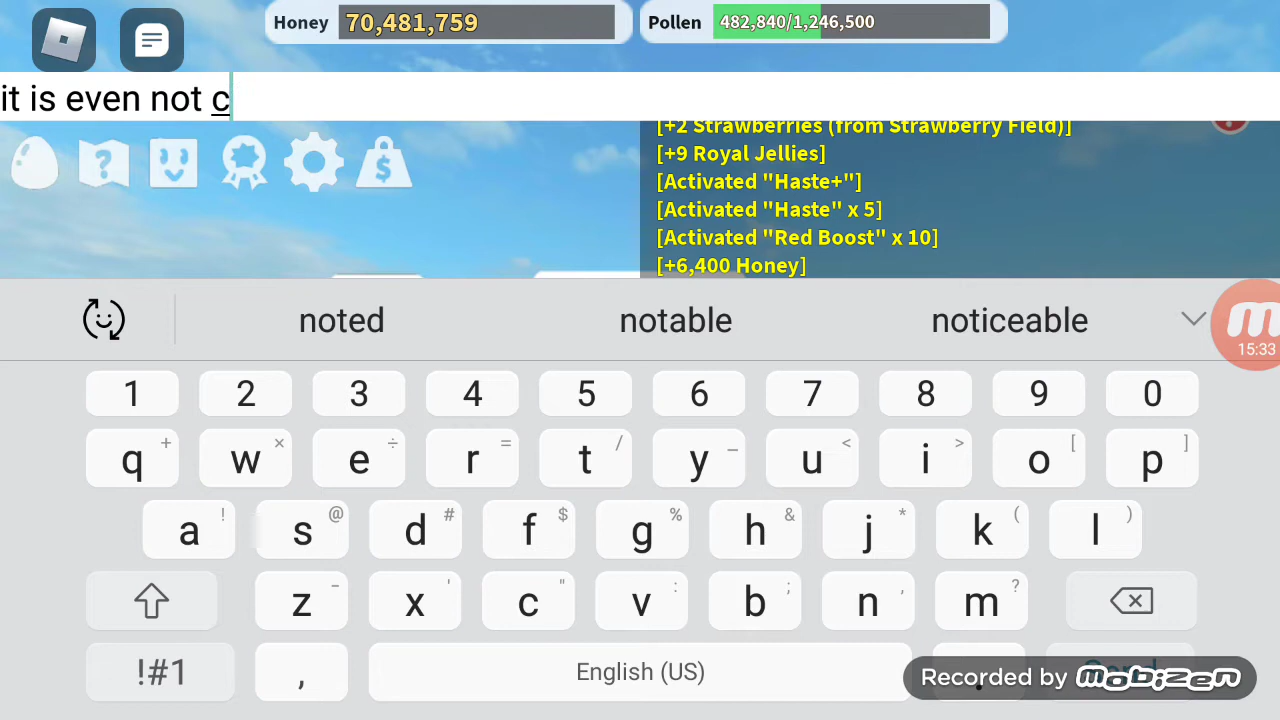 Honey 70,481,759 Pollen 482,840/1,246,500
it is even not c
[+2 Strawberries (from Strawberry Field)]
[+9 Royal Jellies]
[Activated "Haste+"]
[Activated "Haste" x 5]
[Activated "Red Boost" x 10]
[+6,400 Honey]
noted notable noticeable
15:33
1 2 3 4 5 6 7 8 9 0
q + w × e ÷ r = t / y _ u < i > o [ p ]
a ! s @ d # f $ g % h & j * k ( l )
z - x ' c " v : b ; n , m ?
!#1 , English (US) .
Recorded by mobizen